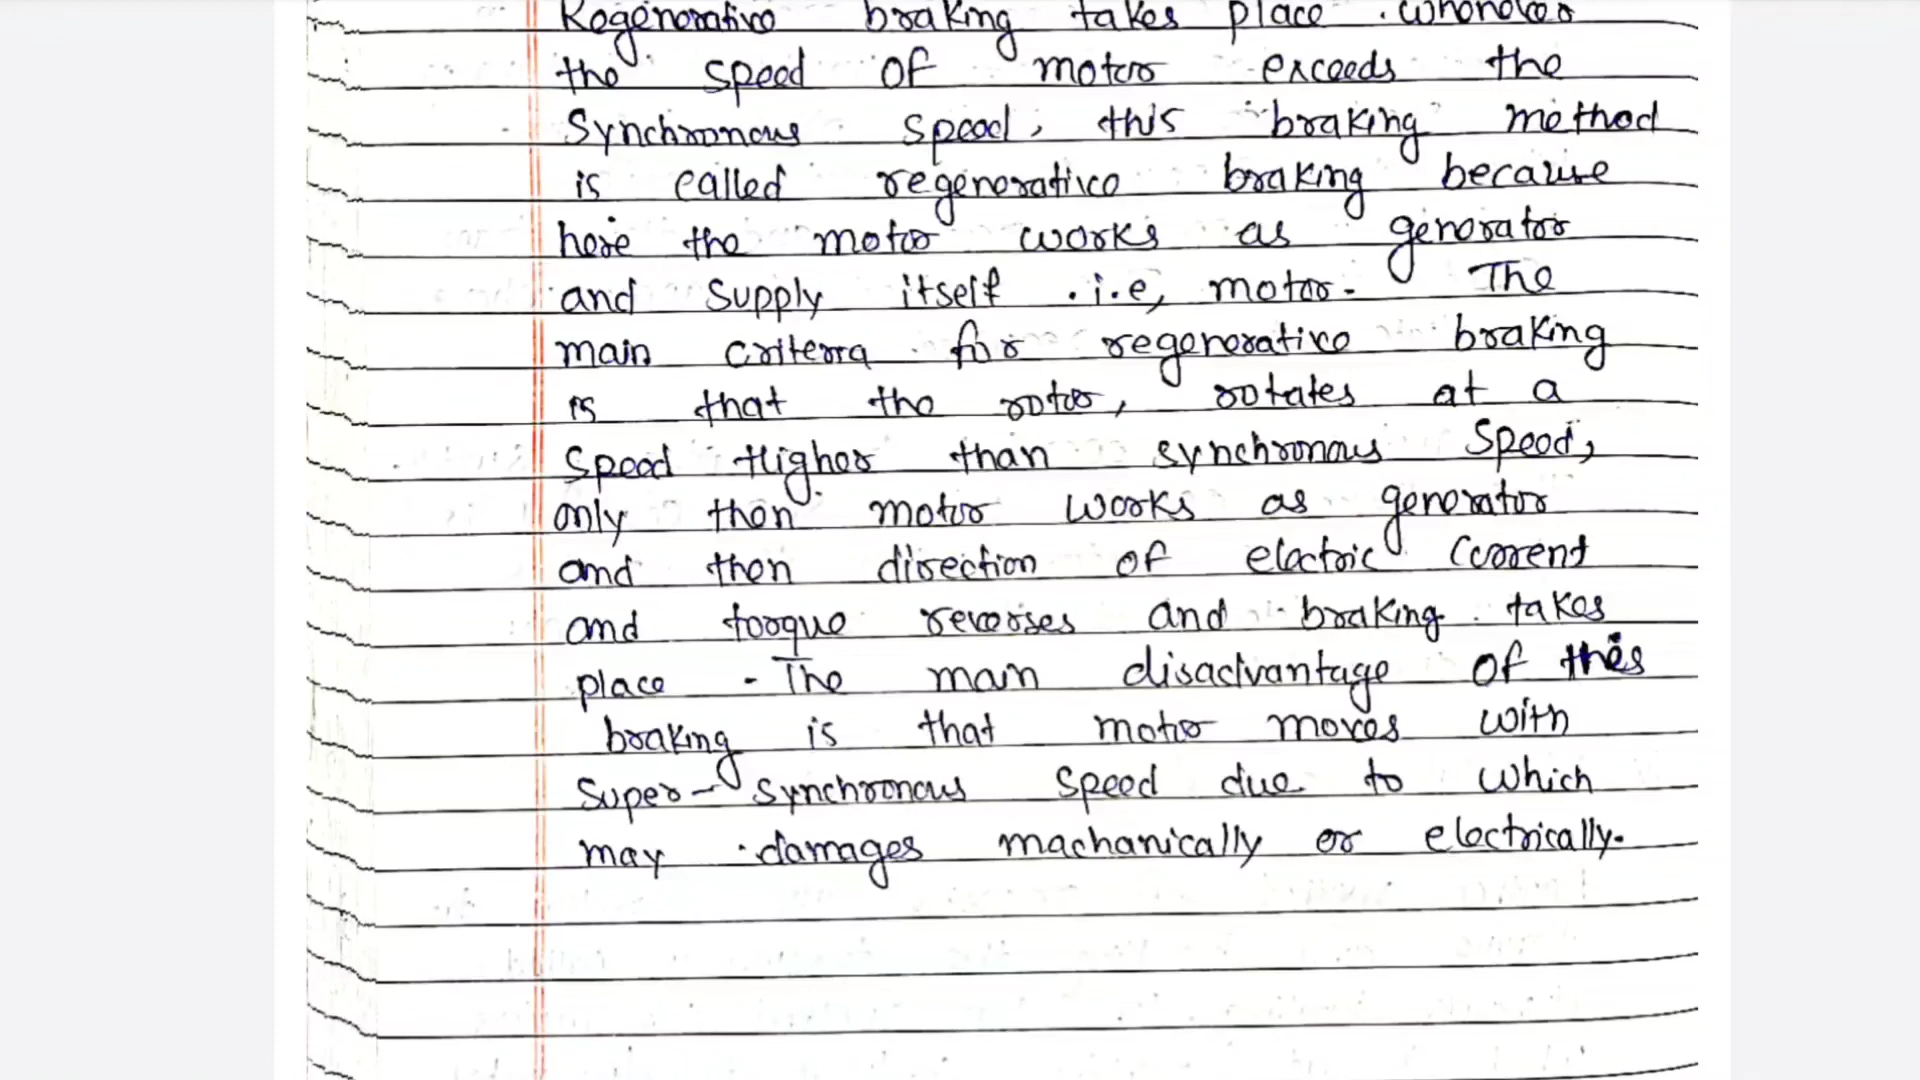 Regenerative braking takes place . whenever
the speed of motor exceeds the
Synchronous speed, this braking method
is called regenerative braking because
here the motor works as generator
and supply itself .i.e, motor. The
main criterra for regenerative braking
is that the rotor, rotates at a
Speed Higher than synchronous Speed,
only then motor works as generator
and then direction of electric current
and torque reverses and braking takes
place - The main disadvantage of this
braking is that motor moves with
Super-synchronous Speed due to which
may damages machanically or electrically.